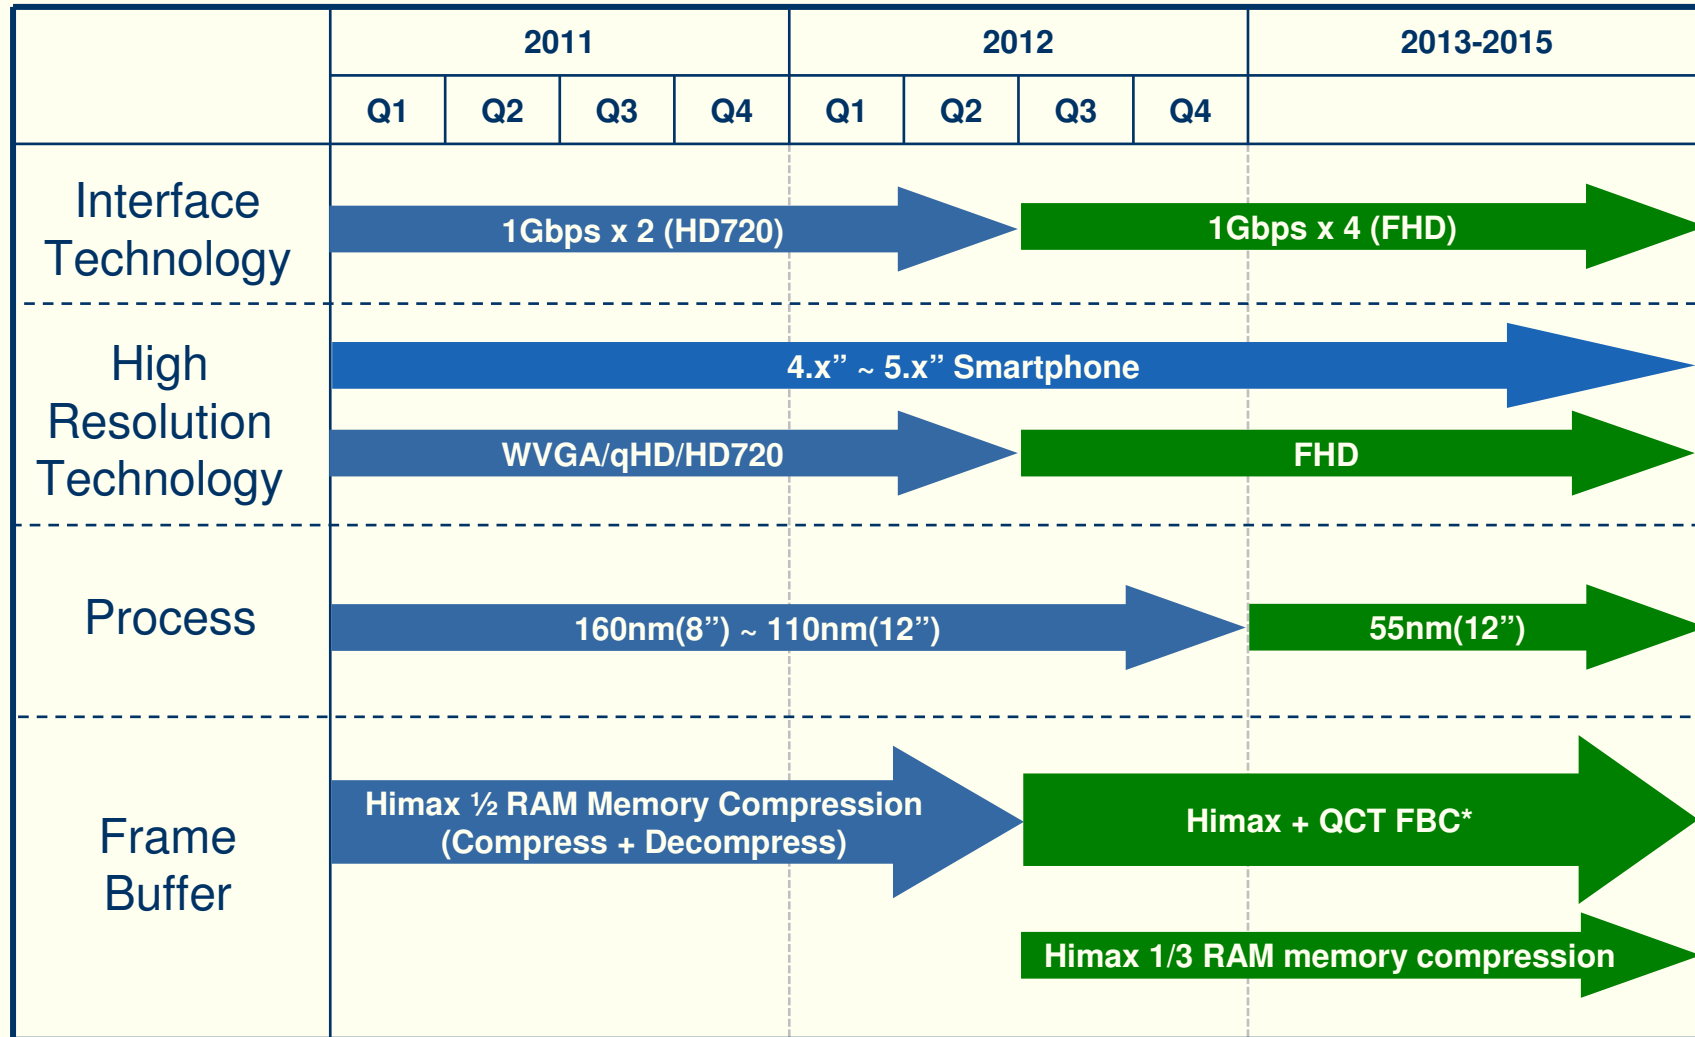 2011 2012 2013-2015
Q1 Q2 Q3 Q4 Q1 Q2 Q3 Q4
Interface
Technology
1Gbps x 2 (HD720)
1Gbps x 4 (FHD)
High
Resolution
Technology
4.x” ~ 5.x” Smartphone
WVGA/qHD/HD720
FHD
Process
160nm(8”) ~ 110nm(12”)
55nm(12”)
Frame
Buffer
Himax ½ RAM Memory Compression
(Compress + Decompress)
Himax + QCT FBC*
Himax 1/3 RAM memory compression